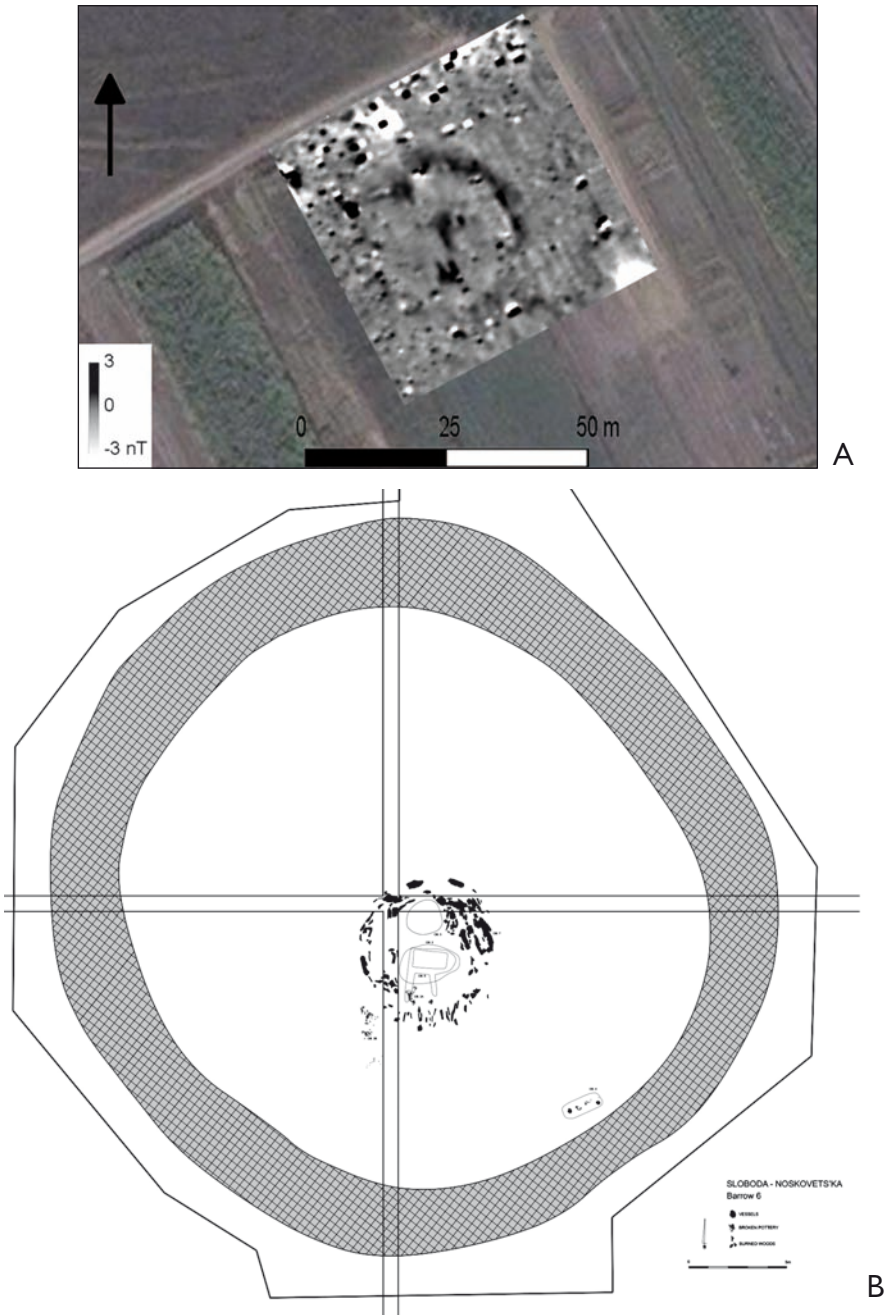 3
0
-3 nT
0 25 50 m
A
SLOBODA - NOSKOVETS'KA
Barrow 6
VESSELS
BROKEN POTTERY
BURNED WOODS
B